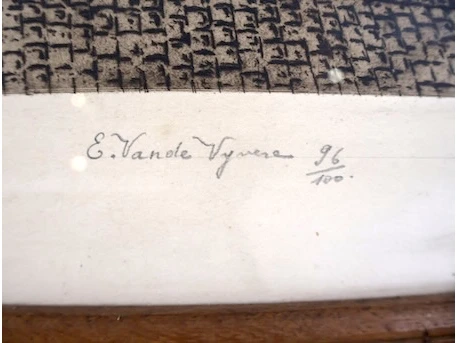 E. Vande Vyvere 96/100.